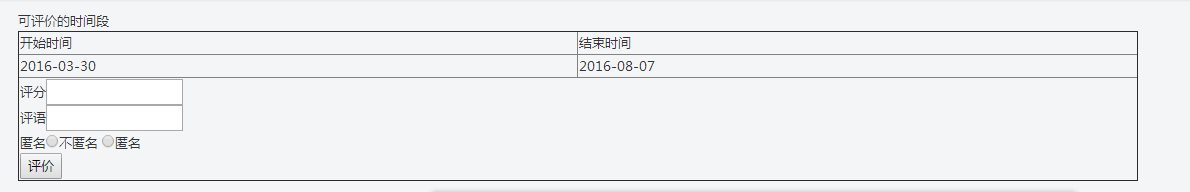 可评价的时间段
开始时间 结束时间
2016-03-30 2016-08-07
评分
评语
匿名 不匿名 匿名
评价